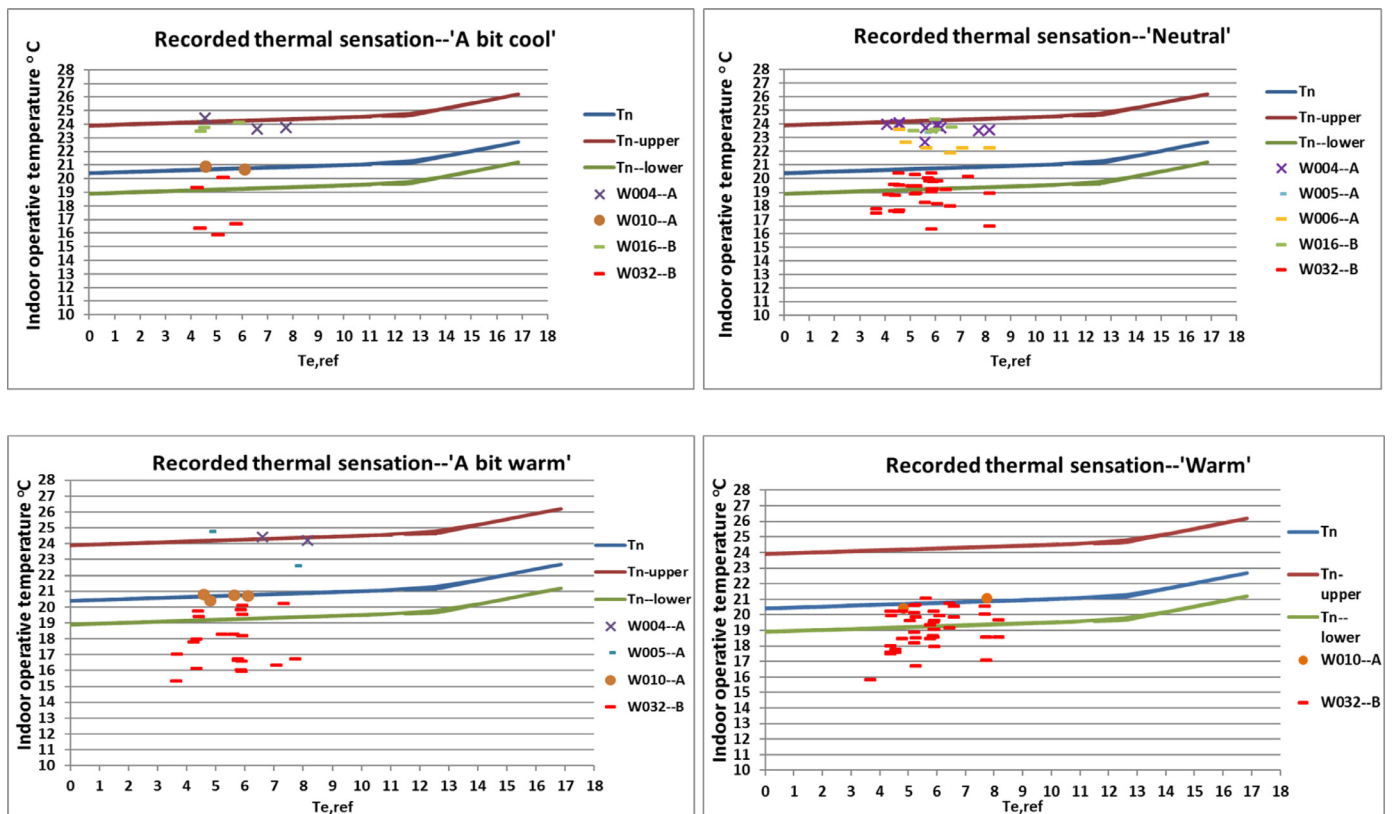 Recorded thermal sensation--'A bit cool'
Indoor operative temperature °C
28
27
26
25
24
23
22
21
20
19
18
17
16
15
14
13
12
11
10
0 1 2 3 4 5 6 7 8 9 10 11 12 13 14 15 16 17 18
Te,ref
Tn
Tn-upper
Tn--lower
W004--A
W010--A
W016--B
W032--B
Recorded thermal sensation--'Neutral'
Indoor operative temperature °C
28
27
26
25
24
23
22
21
20
19
18
17
16
15
14
13
12
11
10
0 1 2 3 4 5 6 7 8 9 10 11 12 13 14 15 16 17 18
Te,ref
Tn
Tn-upper
Tn--lower
W004--A
W005--A
W006--A
W016--B
W032--B
Recorded thermal sensation--'A bit warm'
Indoor operative temperature °C
28
27
26
25
24
23
22
21
20
19
18
17
16
15
14
13
12
11
10
0 1 2 3 4 5 6 7 8 9 10 11 12 13 14 15 16 17 18
Te,ref
Tn
Tn-upper
Tn--lower
W004--A
W005--A
W010--A
W032--B
Recorded thermal sensation--'Warm'
Indoor operative temperature °C
28
27
26
25
24
23
22
21
20
19
18
17
16
15
14
13
12
11
10
0 1 2 3 4 5 6 7 8 9 10 11 12 13 14 15 16 17 18
Te,ref
Tn
Tn-
upper
Tn--
lower
W010--A
W032--B